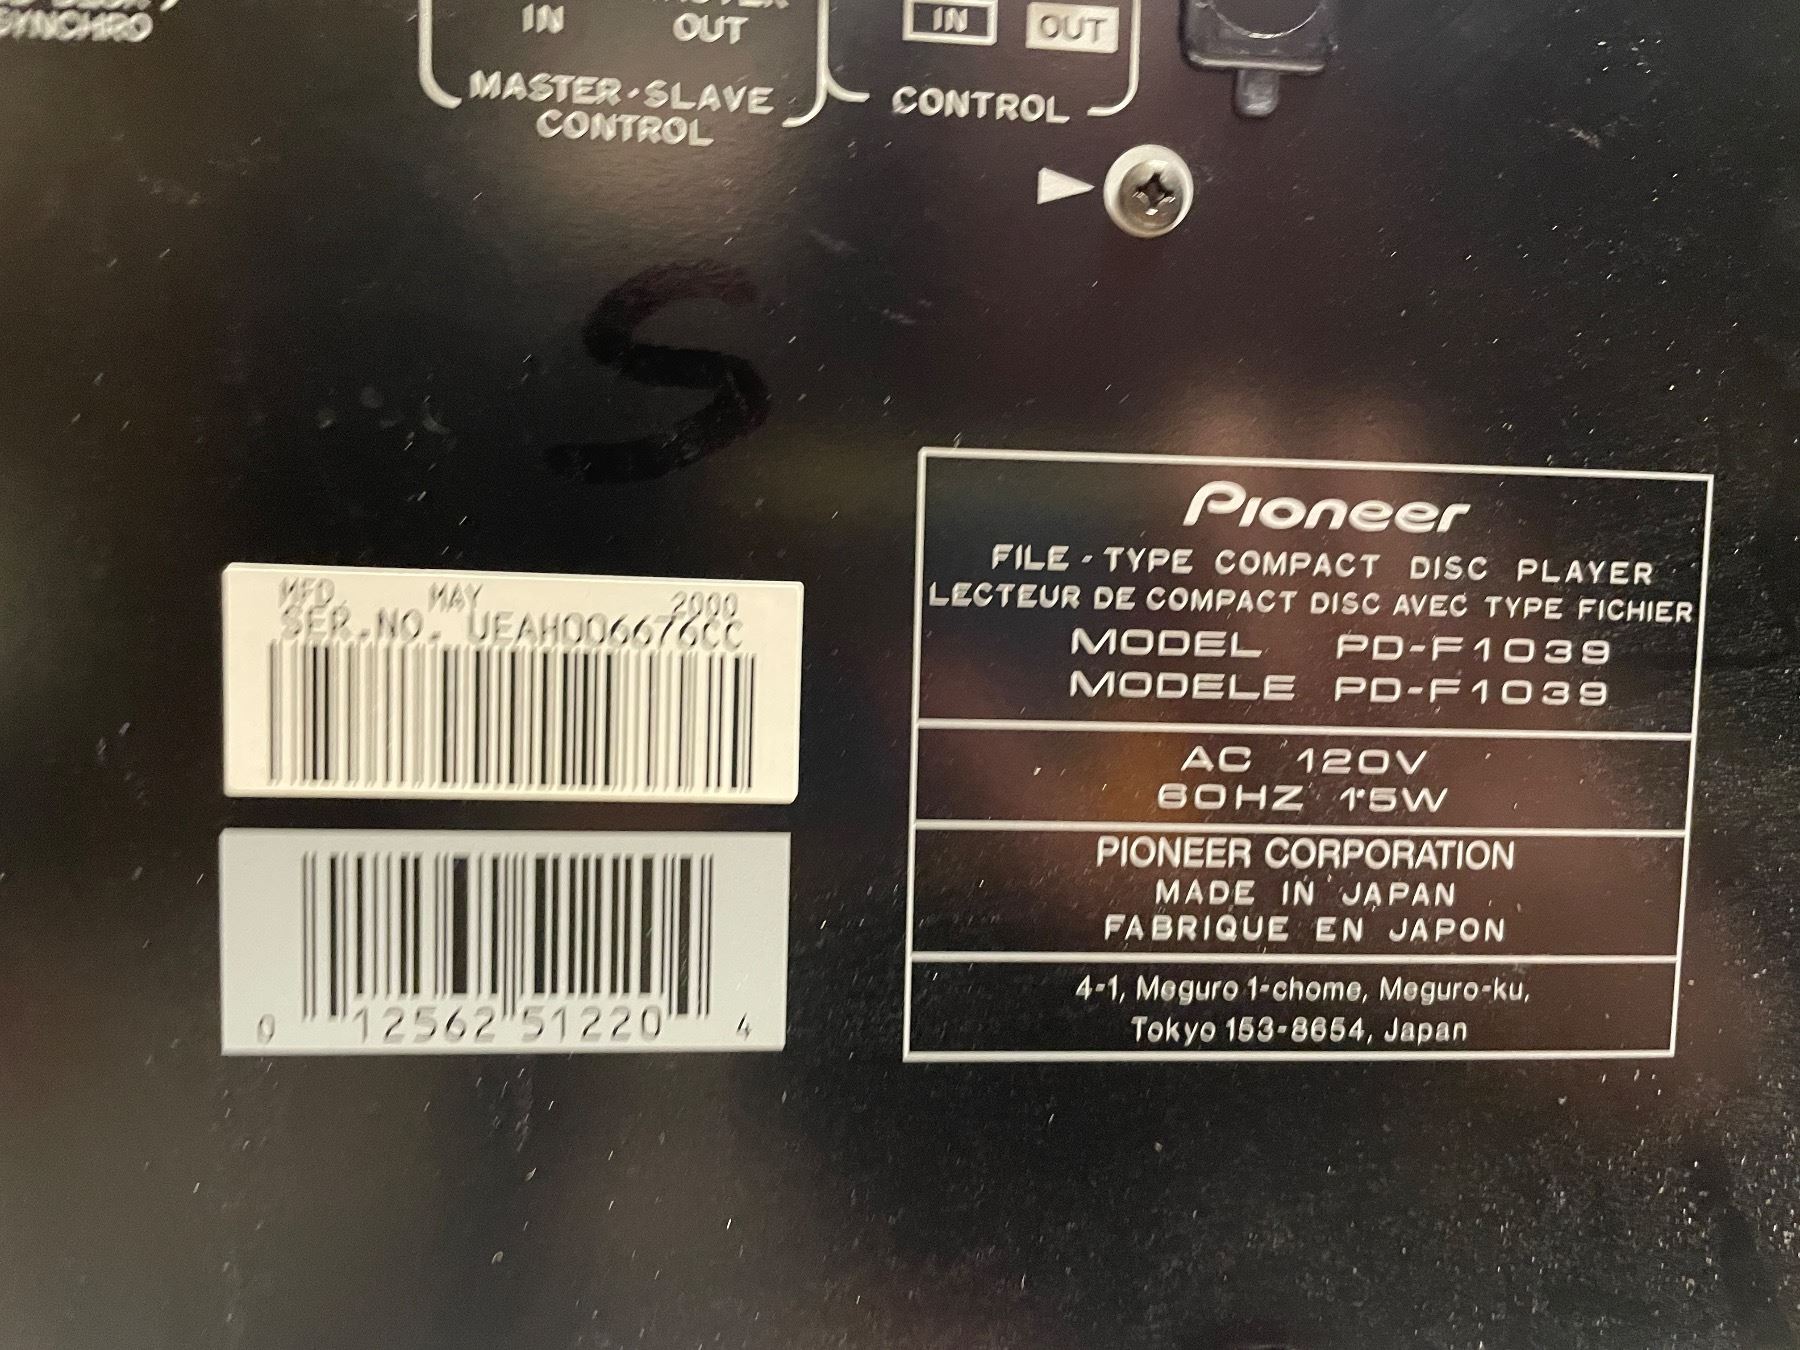 SYNCHRO
IN
OUT
MASTER•SLAVE
CONTROL
IN
OUT
CONTROL
S
MFD. MAY 2000
SER.NO. UEAH006676CC
0 12562 51220 4
Pioneer
FILE-TYPE COMPACT DISC PLAYER
LECTEUR DE COMPACT DISC AVEC TYPE FICHIER
MODEL PD-F1039
MODELE PD-F1039
AC 120V
60HZ 15W
PIONEER CORPORATION
MADE IN JAPAN
FABRIQUE EN JAPON
4-1, Meguro 1-chome, Meguro-ku,
Tokyo 153-8654, Japan